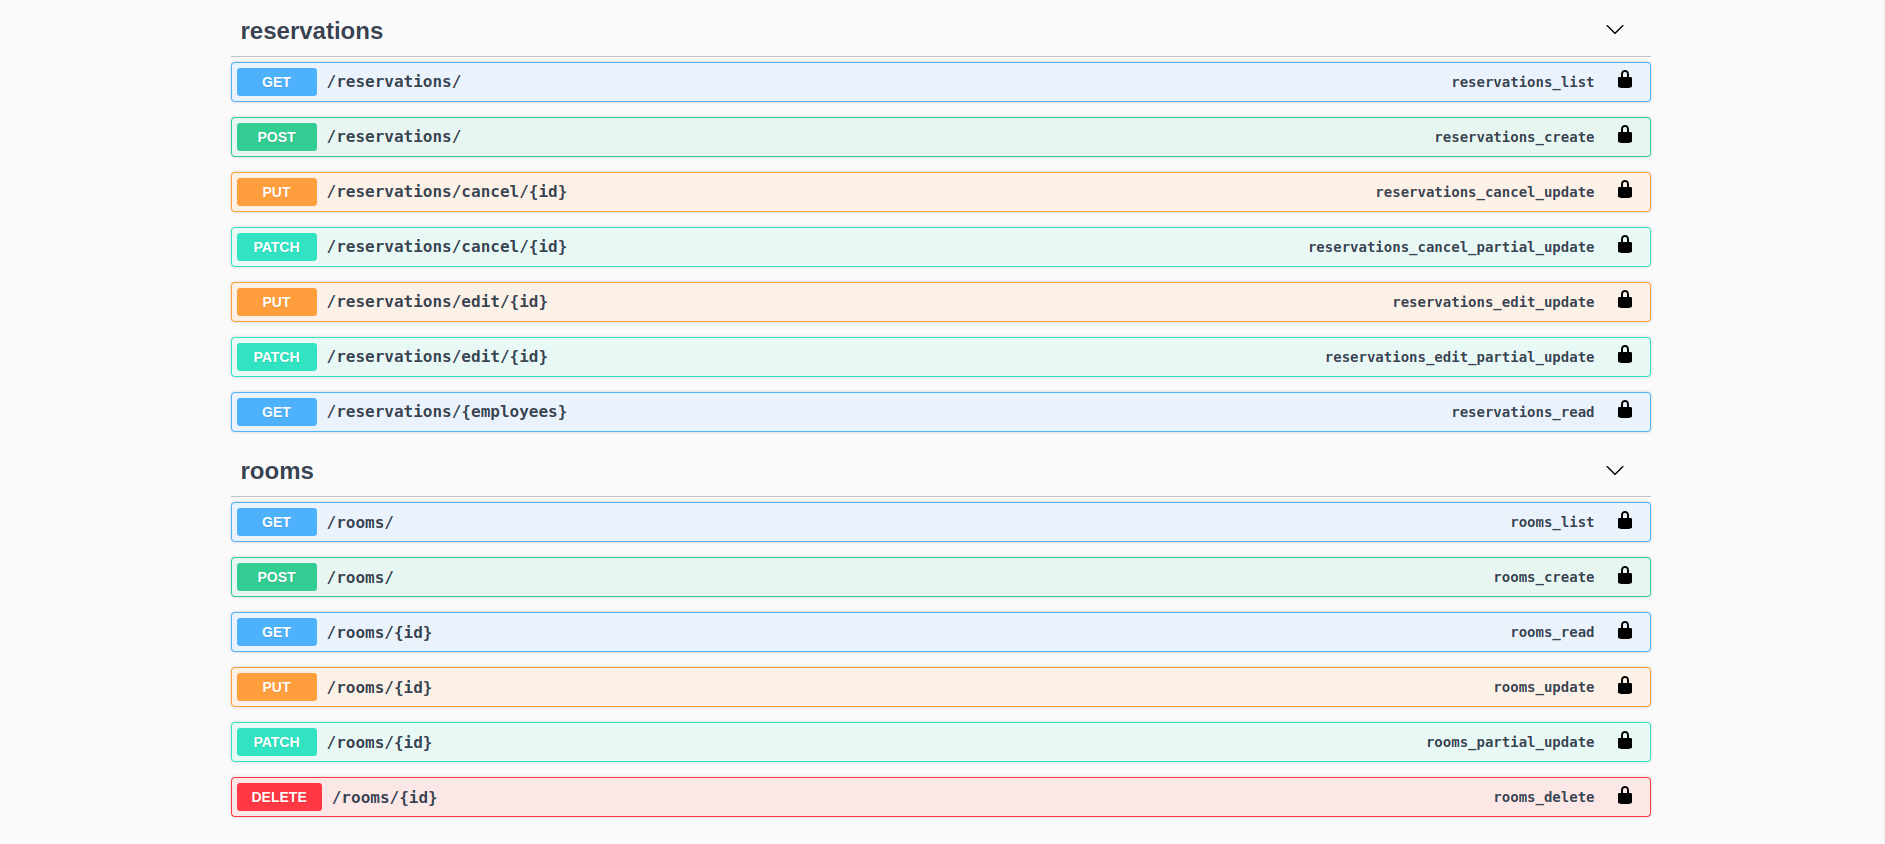 reservations
GET /reservations/ reservations_list
POST /reservations/ reservations_create
PUT /reservations/cancel/{id} reservations_cancel_update
PATCH /reservations/cancel/{id} reservations_cancel_partial_update
PUT /reservations/edit/{id} reservations_edit_update
PATCH /reservations/edit/{id} reservations_edit_partial_update
GET /reservations/{employees} reservations_read
rooms
GET /rooms/ rooms_list
POST /rooms/ rooms_create
GET /rooms/{id} rooms_read
PUT /rooms/{id} rooms_update
PATCH /rooms/{id} rooms_partial_update
DELETE /rooms/{id} rooms_delete